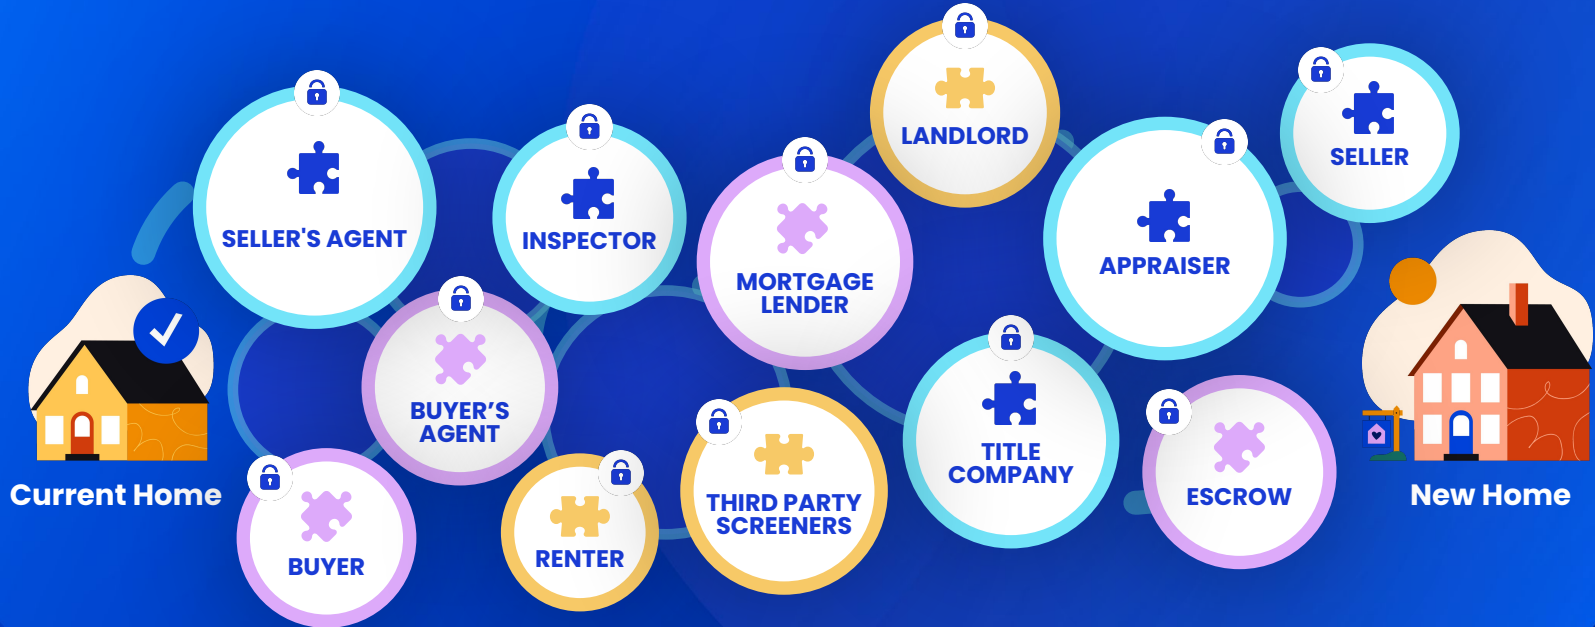 LANDLORD
SELLER
SELLER'S AGENT
INSPECTOR
MORTGAGE
LENDER
APPRAISER
BUYER’S
AGENT
TITLE
COMPANY
Current Home
BUYER
RENTER
THIRD PARTY
SCREENERS
ESCROW
New Home